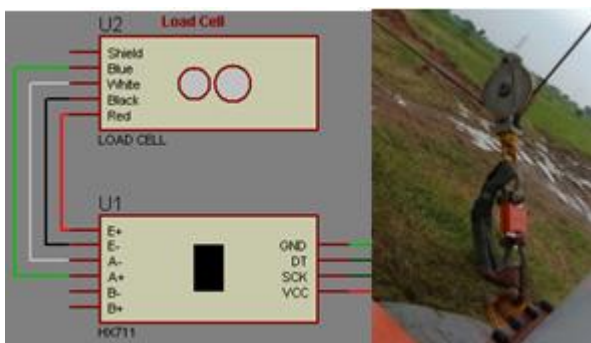 U2
Load Cell
Shield
Blue
White
Black
Red
LOAD CELL
U1
E+
E-
A-
A+
B-
B+
GND
DT
SCK
VCC
HX711